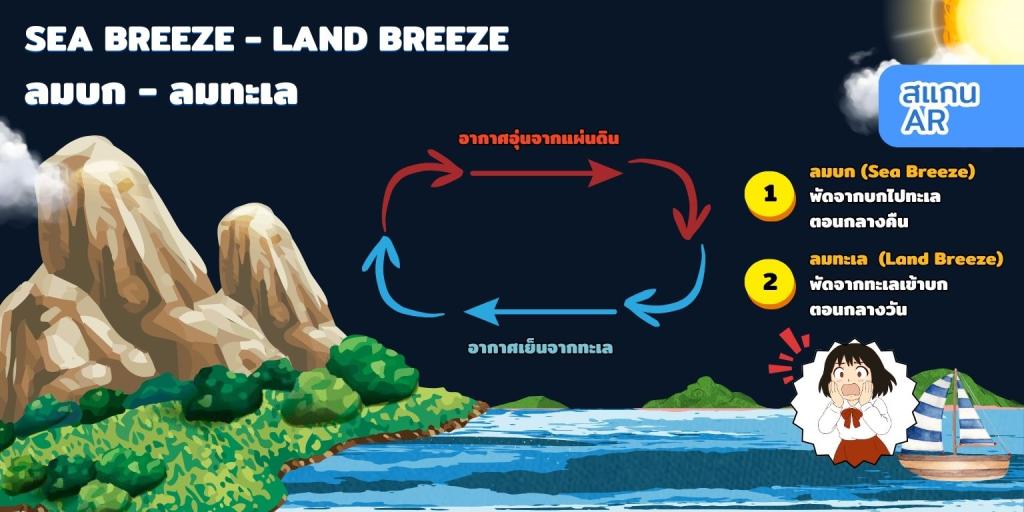 SEA BREEZE - LAND BREEZE
ลมบก - ลมทะเล
สแกน
AR
อากาศอุ่นจากแผ่นดิน
1
ลมบก (Sea Breeze)
พัดจากบกไปทะเล
ตอนกลางคืน
2
ลมทะเล (Land Breeze)
พัดจากทะเลเข้าบก
ตอนกลางวัน
อากาศเย็นจากทะเล